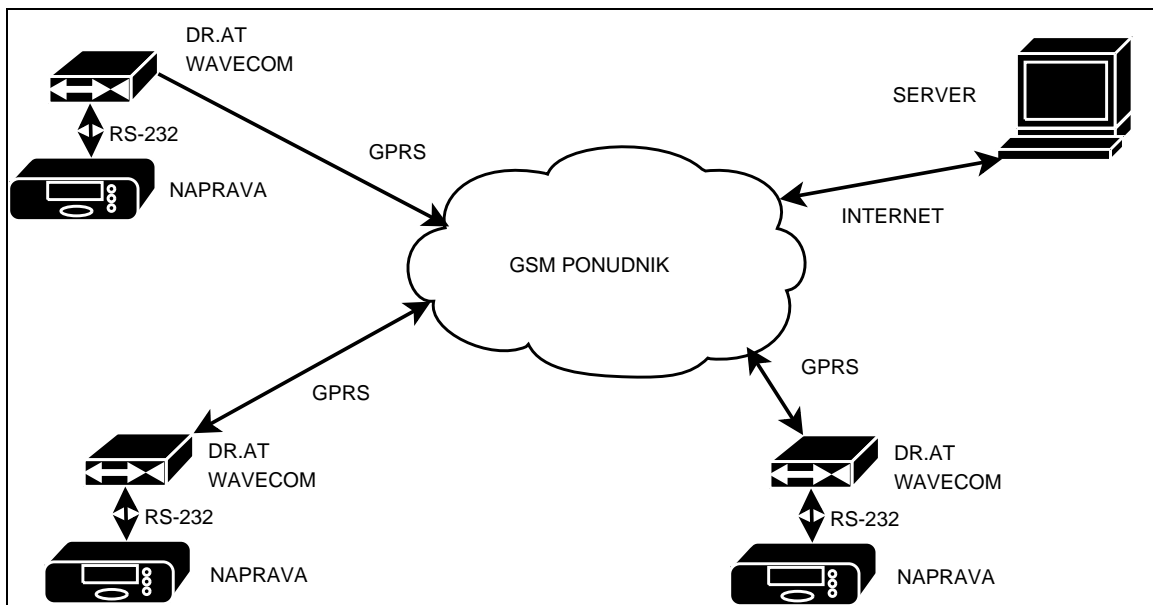 DR.AT
WAVECOM
RS-232
NAPRAVA
GPRS
SERVER
INTERNET
GSM PONUDNIK
GPRS
DR.AT
WAVECOM
RS-232
NAPRAVA
GPRS
DR.AT
WAVECOM
RS-232
NAPRAVA